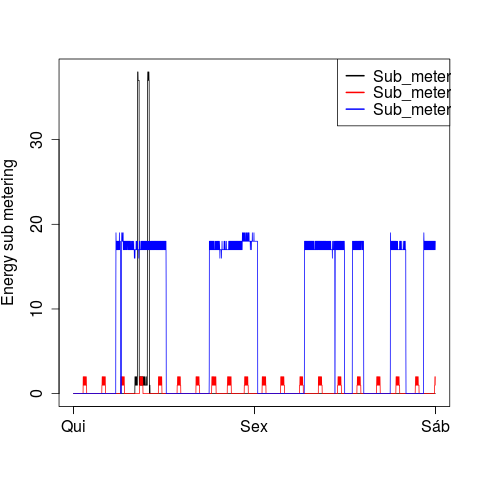 Sub_meter
Sub_meter
Sub_meter
Energy sub metering
30
20
10
0
Qui Sex Sáb